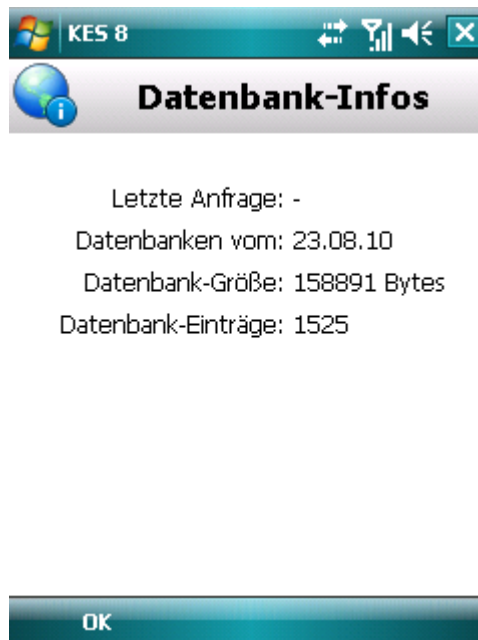 KES 8
Datenbank-Infos
Letzte Anfrage: -
Datenbanken vom: 23.08.10
Datenbank-Größe: 158891 Bytes
Datenbank-Einträge: 1525
OK